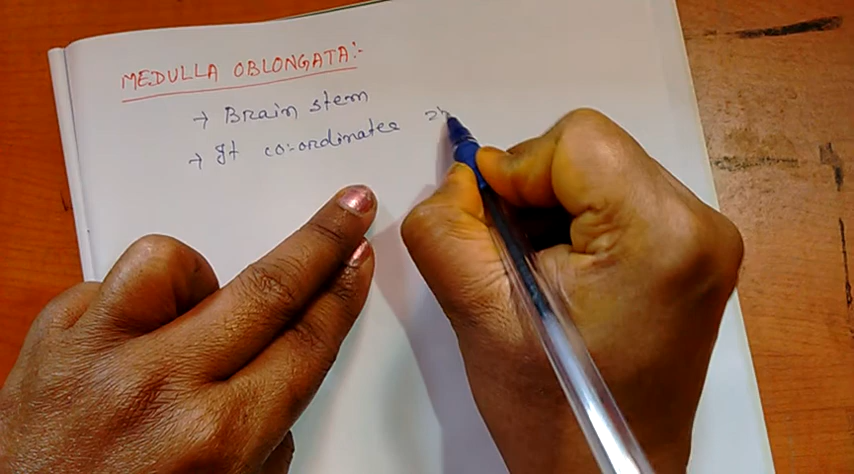 MEDULLA OBLONGATA:-
→ Brain stem
→ It co-ordinates